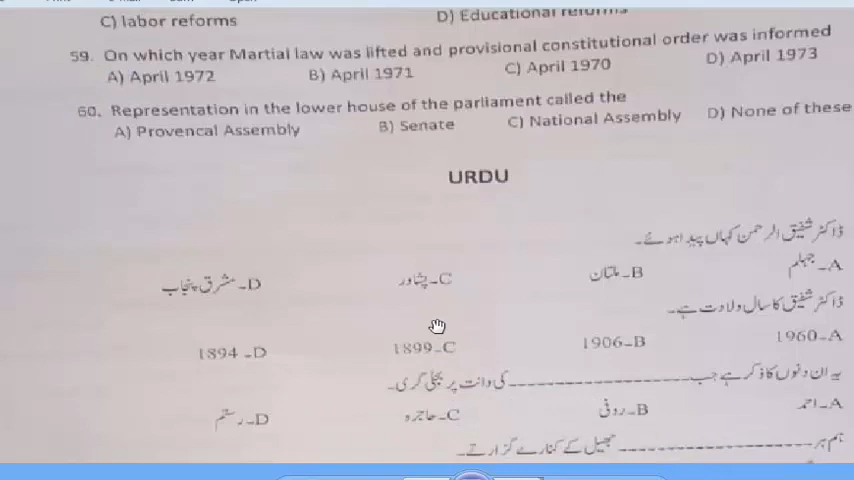 C) labor reforms D) Educational reforms
59. On which year Martial law was lifted and provisional constitutional order was informed
A) April 1972 B) April 1971 C) April 1970 D) April 1973
60. Representation in the lower house of the parliament called the
A) Provencal Assembly B) Senate C) National Assembly D) None of these
URDU
ڈاکٹر شفیق الرحمن کہاں پیدا ہوئے۔
A۔ جہلم B۔ ملتان C۔ پشاور D۔ مشرقی پنجاب
ڈاکٹر شفیق کا سال ولادت ہے۔
A۔1960 B۔1906 C۔1899 D۔ 1894
یہ ان دنوں کا ذکر ہے جب ____________ کی دانت پر بجلی گری۔
A۔ احمد B۔ روفی C۔ حاجرہ D۔ رستم
ہم ہر ____________ جھیل کے کنارے گزارتے۔